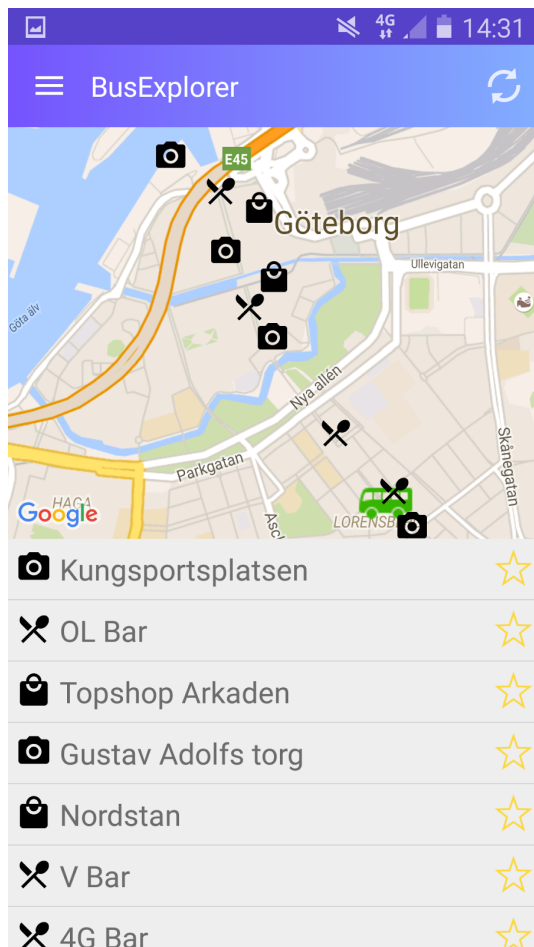 4G 14:31
BusExplorer
E45
Göteborg
Ullevigatan
Göta älv
Nya allén
Parkgatan
Skånegatan
HAGA
Google
LORENSB
Asch
Kungsportsplatsen
OL Bar
Topshop Arkaden
Gustav Adolfs torg
Nordstan
V Bar
4G Bar